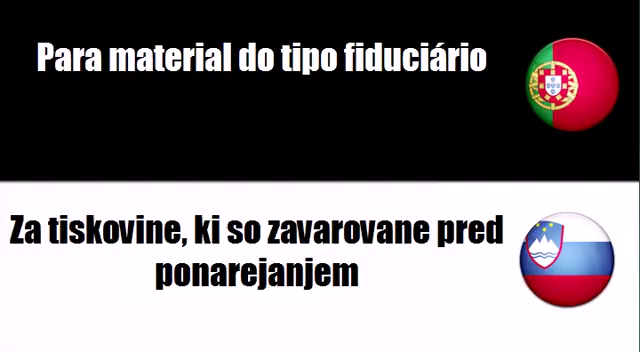 Para material do tipo fiduciário
Za tiskovine, ki so zavarovane pred
ponarejanjem